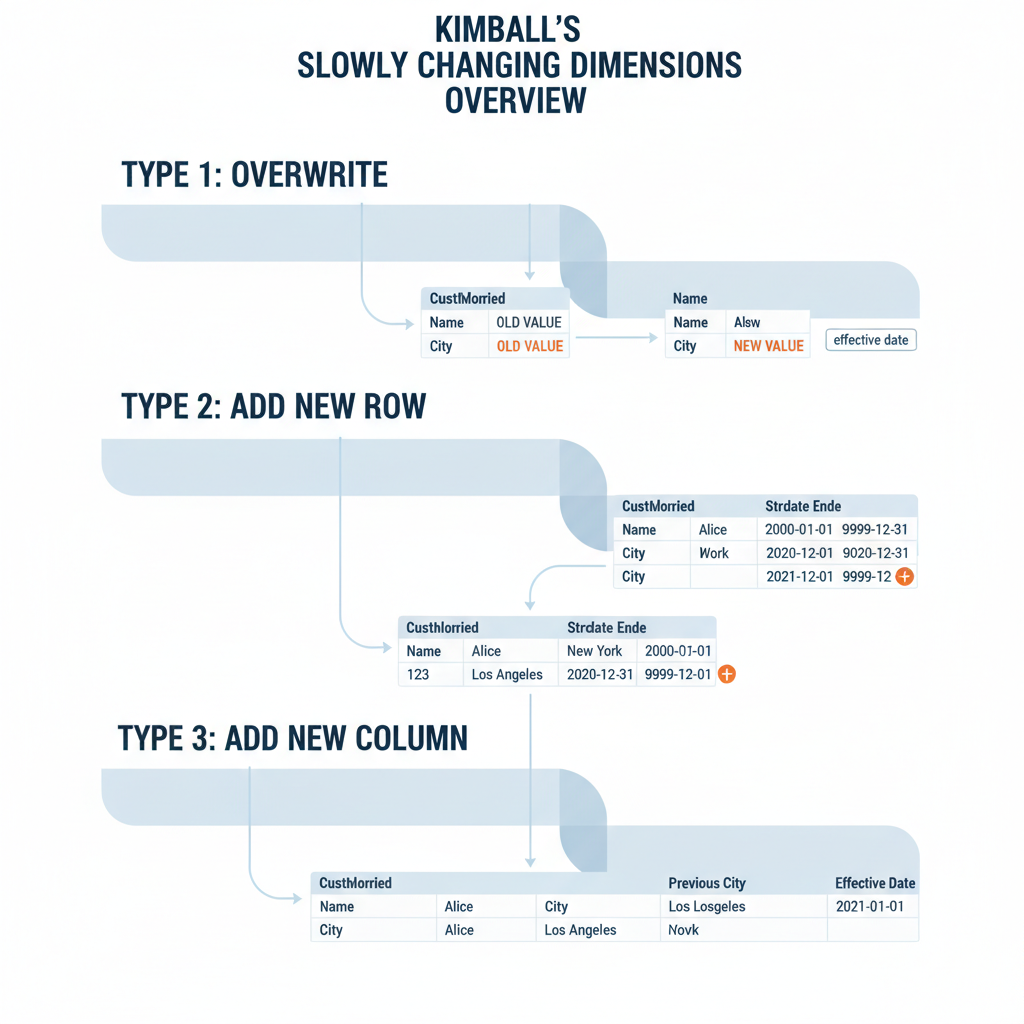 KIMBALL'S
SLOWLY CHANGING DIMENSIONS
OVERVIEW
TYPE 1: OVERWRITE
Name OLD VALUE
City OLD VALUE
Name
Name Alsw
City NEW VALUE
effective date
TYPE 2: ADD NEW ROW
CustMorried Strdate Ende
Name Alice 2000-01-01 9999-12-31
City Work 2020-12-01 9020-12-31
City 2021-12-01 9999-12
Strdate Ende
Name Alice New York 2000-01-01
123 Los Angeles 2020-12-31 9999-12-01
TYPE 3: ADD NEW COLUMN
Previous City Effective Date
Name Alice City Los Losgeles 2021-01-01
City Alice Los Angeles Novk